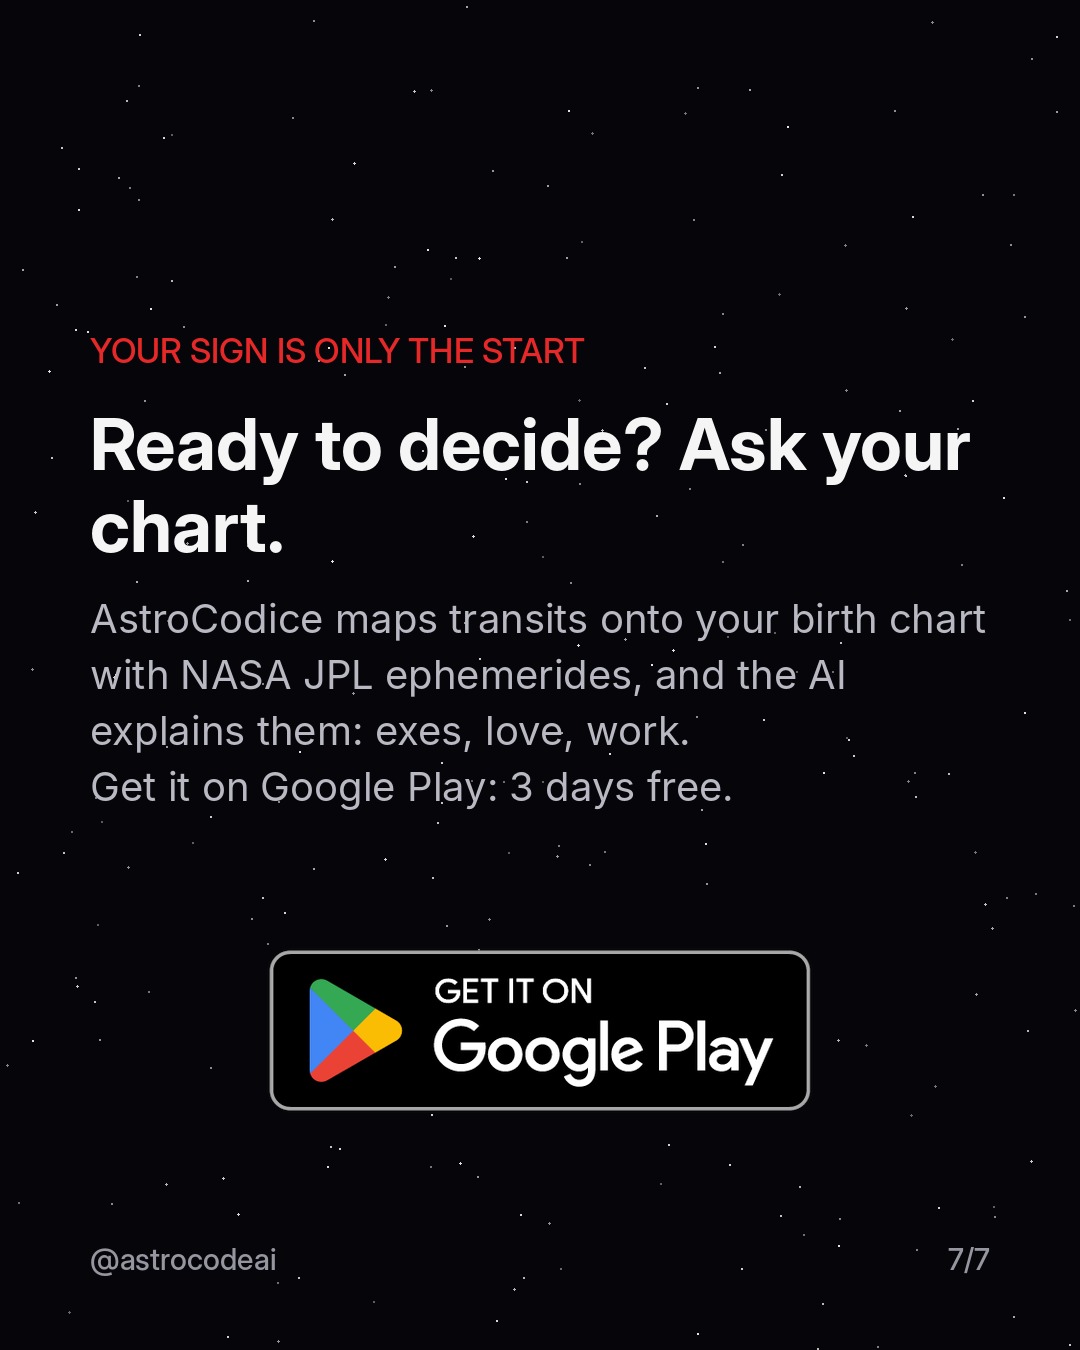 YOUR SIGN IS ONLY THE START
Ready to decide? Ask your
chart.
AstroCodice maps transits onto your birth chart
with NASA JPL ephemerides, and the AI
explains them: exes, love, work.
Get it on Google Play: 3 days free.
GET IT ON
Google Play
@astrocodeai
7/7